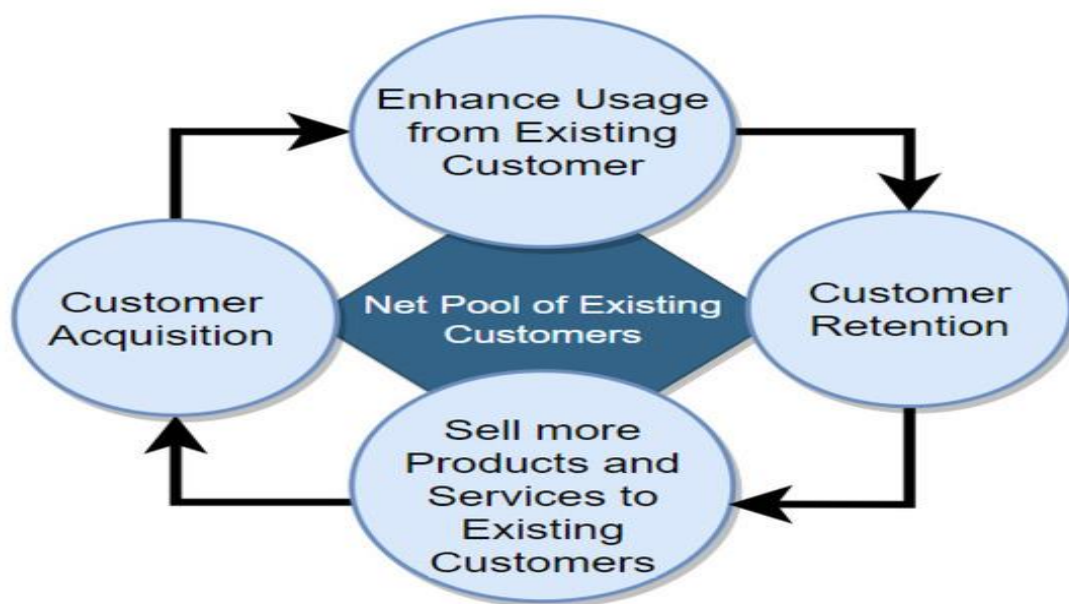 Enhance Usage
from Existing
Customer
Customer
Acquisition
Net Pool of Existing
Customers
Customer
Retention
Sell more
Products and
Services to
Existing
Customers